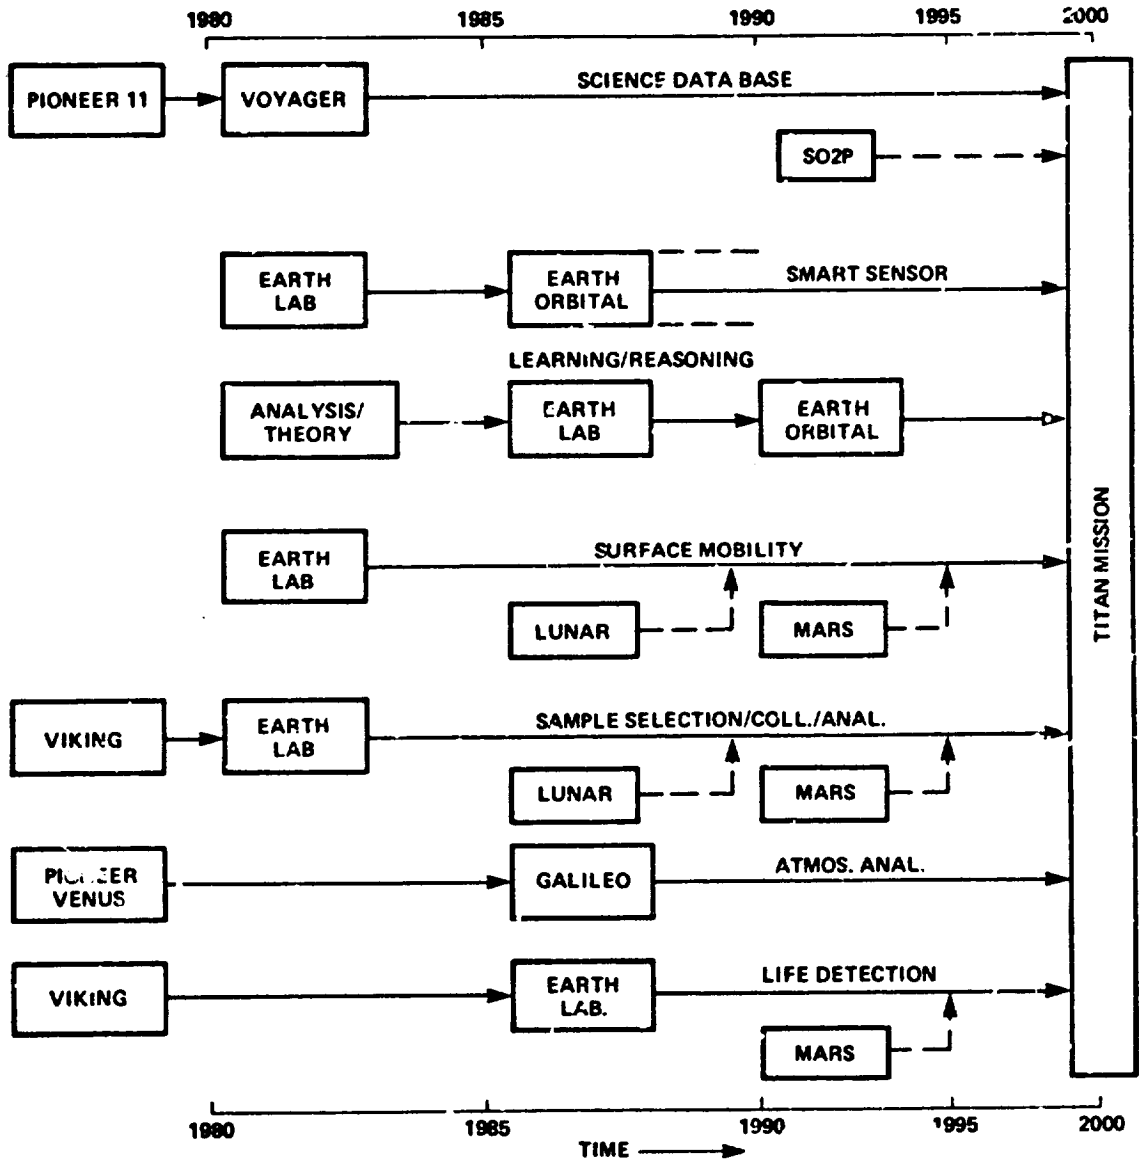 1980 1985 1990 1995 2000
PIONEER 11
VOYAGER
SCIENCE DATA BASE
SO2P
EARTH
LAB
EARTH
ORBITAL
SMART SENSOR
LEARNING/REASONING
ANALYSIS/
THEORY
EARTH
LAB
EARTH
ORBITAL
EARTH
LAB
SURFACE MOBILITY
LUNAR
MARS
TITAN MISSION
VIKING
EARTH
LAB
SAMPLE SELECTION/COLL./ANAL.
LUNAR
MARS
PIONEER
VENUS
GALILEO
ATMOS. ANAL.
VIKING
EARTH
LAB.
LIFE DETECTION
MARS
1980 1985 1990 1995 2000
TIME